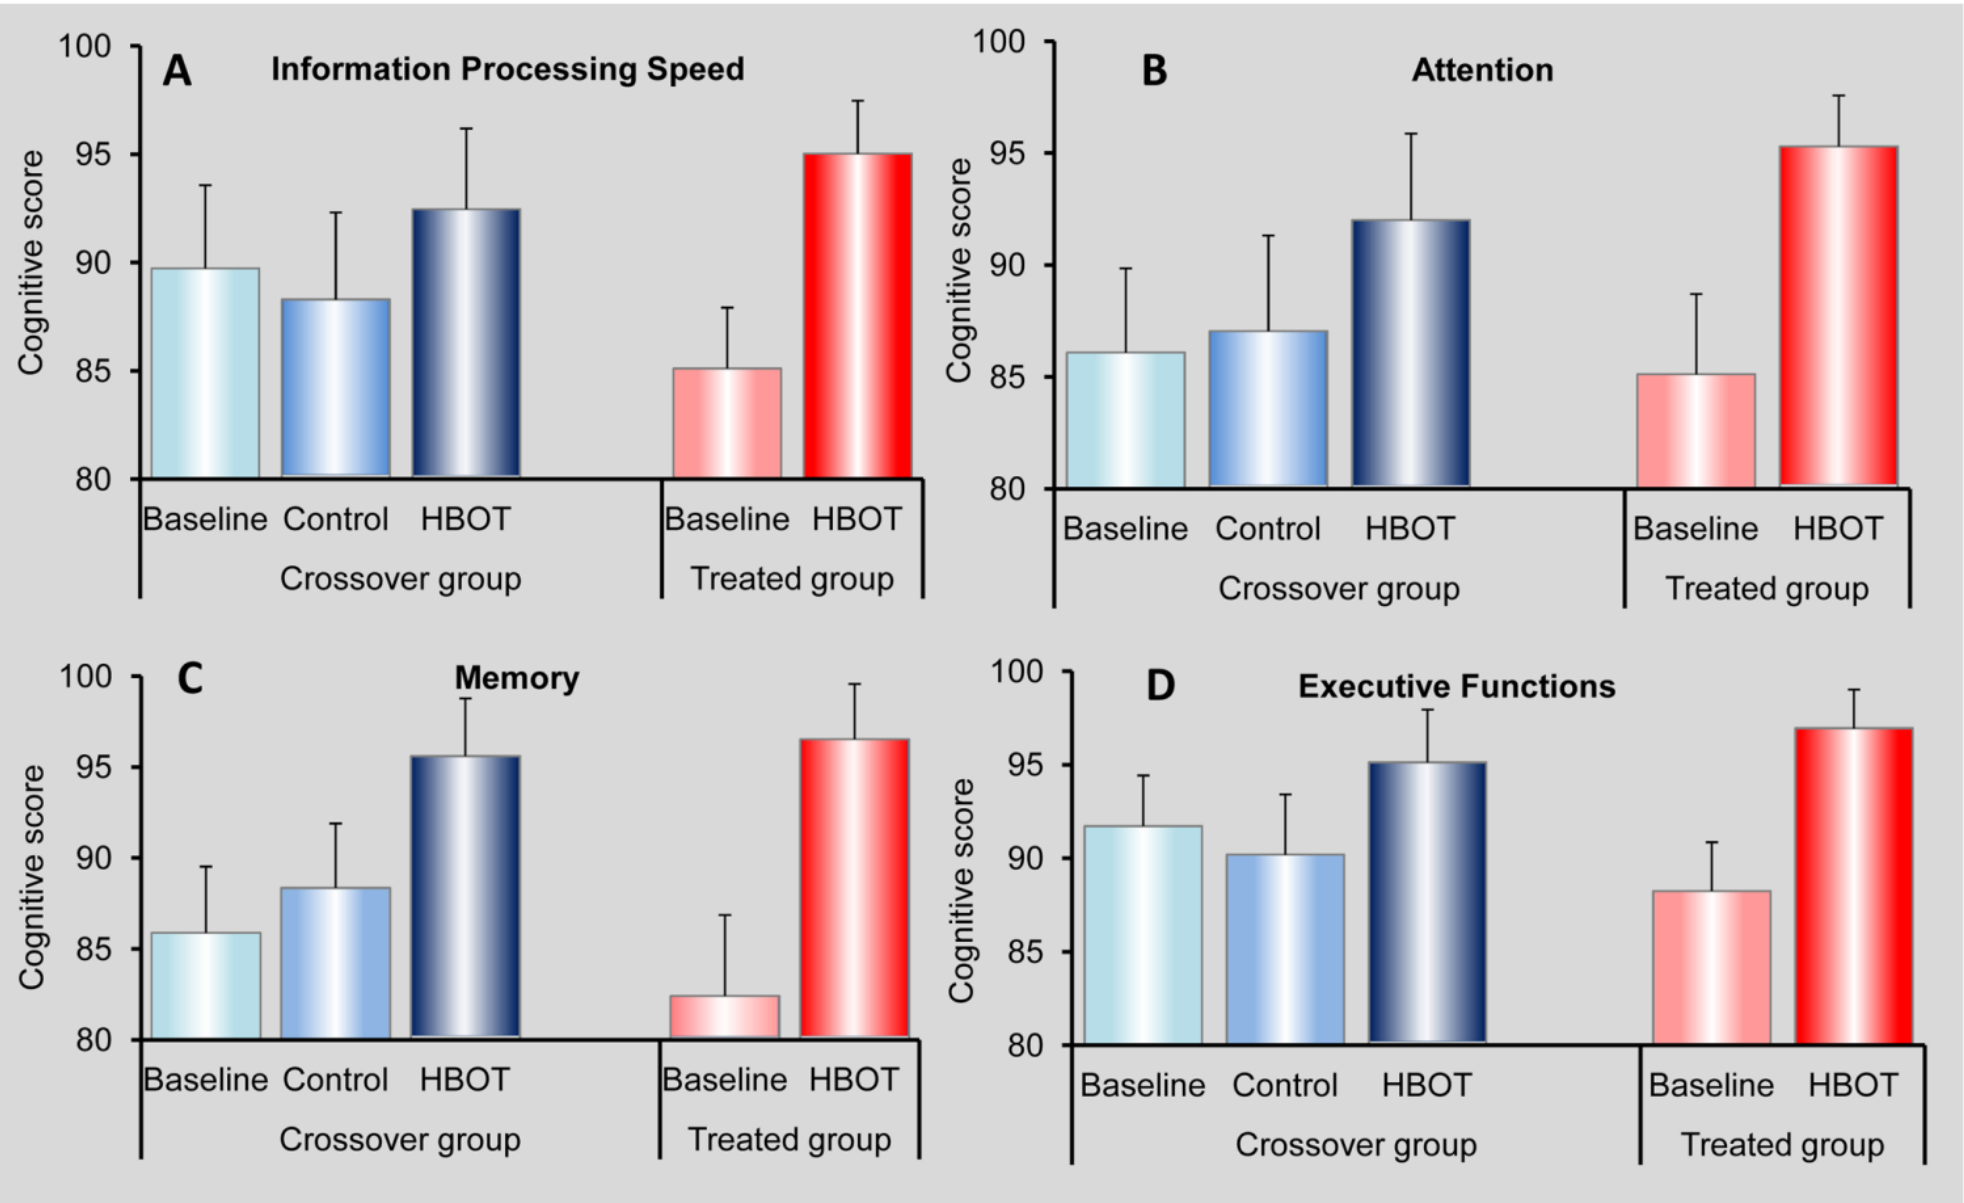 A Information Processing Speed
Cognitive score
100
95
90
85
80
Baseline Control HBOT Baseline HBOT
Crossover group Treated group
B Attention
Cognitive score
100
95
90
85
80
Baseline Control HBOT Baseline HBOT
Crossover group Treated group
C Memory
Cognitive score
100
95
90
85
80
Baseline Control HBOT Baseline HBOT
Crossover group Treated group
D Executive Functions
Cognitive score
100
95
90
85
80
Baseline Control HBOT Baseline HBOT
Crossover group Treated group